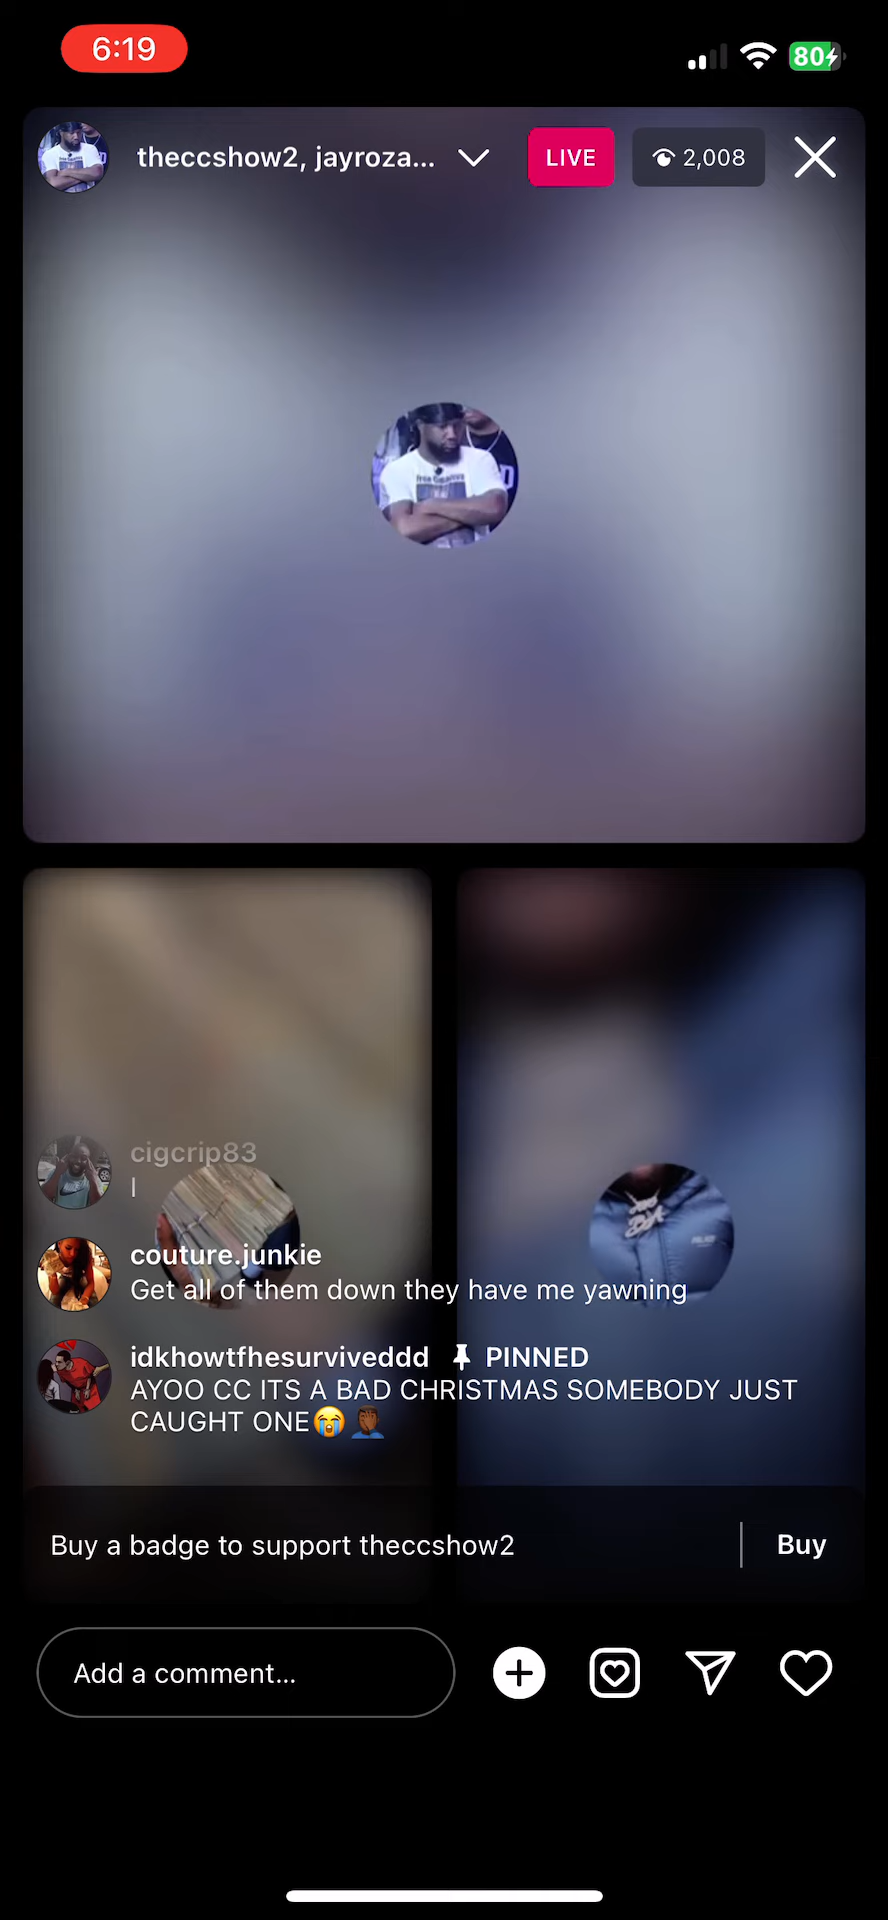 6:19
80
theccshow2, jayroza...
LIVE
2,008
cigcrip83
I
couture.junkie
Get all of them down they have me yawning
idkhowtfhesurviveddd PINNED
AYOO CC ITS A BAD CHRISTMAS SOMEBODY JUST
CAUGHT ONE😭🤦🏾‍♂️
Buy a badge to support theccshow2
Buy
Add a comment...